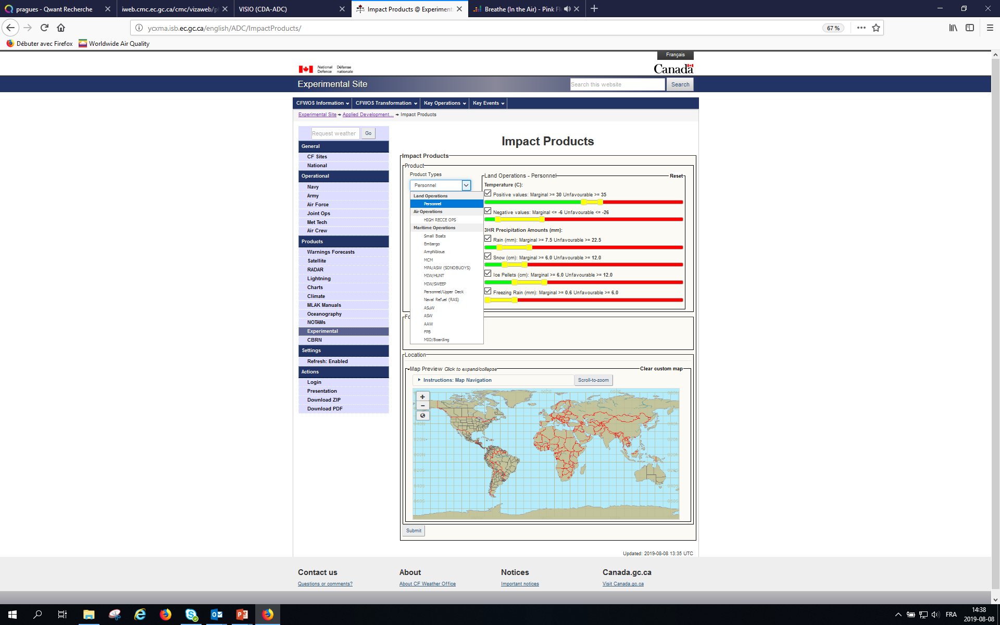 pragues - Qwant Recherche
iweb.cmc.ec.gc.ca/cmc/vizaweb/p
VISIO (CDA-ADC)
Impact Products @ Experiment
Breathe (In the Air) - Pink Fl
ycxma.isb.ec.gc.ca/english/ADC/ImpactProducts/
67 %
Débuter avec Firefox
Worldwide Air Quality
Français
National Defence
Défense nationale
Canada
Experimental Site
Search this website
Search
CFWOS Information
CFWOS Transformation
Key Operations
Key Events
Experimental Site → Applied Development... → Impact Products
Request weather
Go
General
CF Sites
National
Operational
Navy
Army
Air Force
Joint Ops
Met Tech
Air Crew
Products
Warnings Forecasts
Satellite
RADAR
Lightning
Charts
Climate
MLAK Manuals
Oceanography
NOTAMs
Experimental
CBRN
Settings
Refresh: Enabled
Actions
Login
Presentation
Download ZIP
Download PDF
Impact Products
Impact Products
Product
Product Types
Personnel
Land Operations
Personnel
Air Operations
HIGH RECCE OPS
Maritime Operations
Small Boats
Embargo
Amphibious
MCM
MPA/ASW (SONOBUOYS)
MIW/HUNT
MIW/SWEEP
Personnel/Upper Deck
Naval Refuel (RAS)
ASuW
ASW
AAW
FPB
MIO/Boarding
Land Operations - Personnel
Reset
Temperature (C):
Positive values: Marginal >= 30 Unfavourable >= 35
Negative values: Marginal <= -6 Unfavourable <= -26
3HR Precipitation Amounts (mm):
Rain (mm): Marginal >= 7.5 Unfavourable >= 22.5
Snow (cm): Marginal >= 6.0 Unfavourable >= 12.0
Ice Pellets (cm): Marginal >= 6.0 Unfavourable >= 12.0
Freezing Rain (mm): Marginal >= 0.6 Unfavourable >= 6.0
Fo
Location
Map Preview Click to expand/collapse
Clear custom map
Instructions: Map Navigation
Scroll-to-zoom
+
−
Submit
Updated: 2019-08-08 13:35 UTC
Contact us
Questions or comments?
About
About CF Weather Office
Notices
Important notices
Canada.gc.ca
Visit Canada.gc.ca
FRA
14:38
2019-08-08